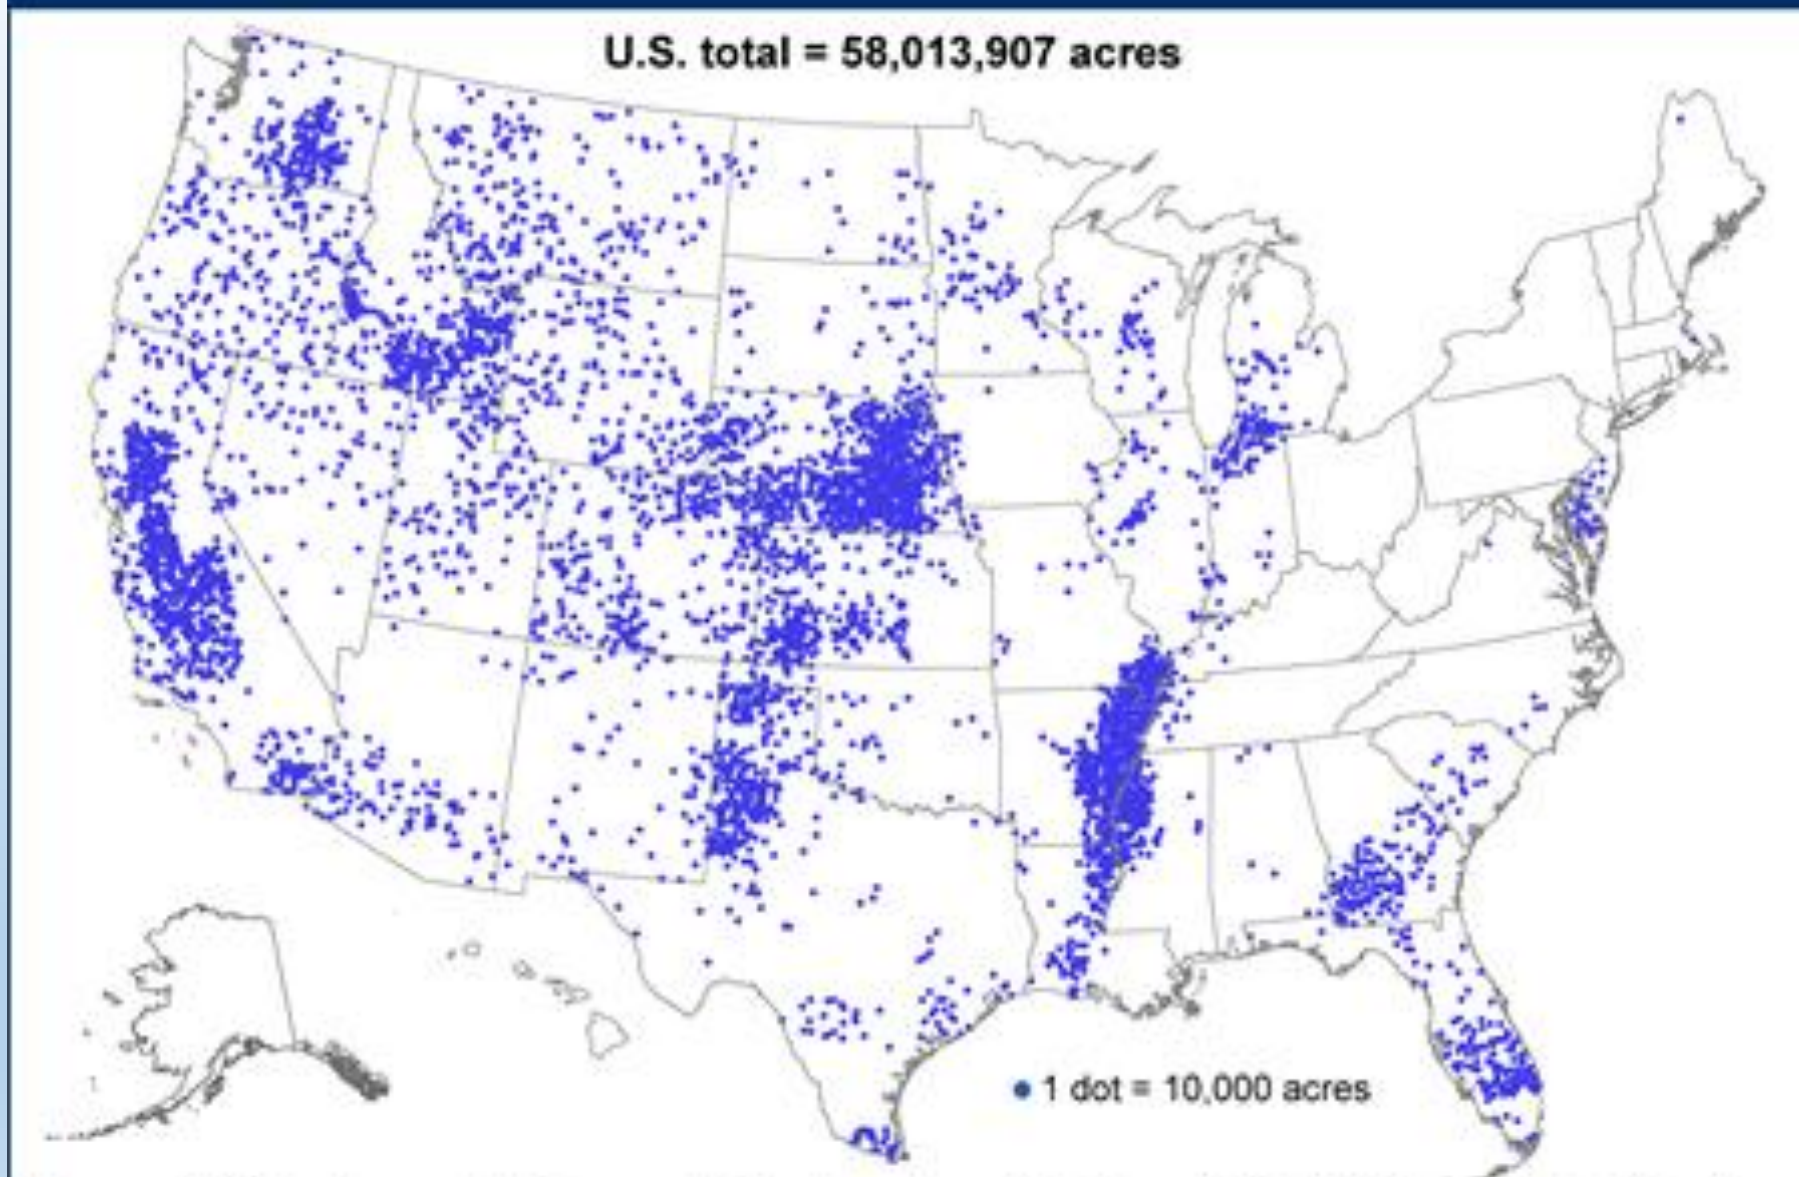 U.S. total = 58,013,907 acres
1 dot = 10,000 acres